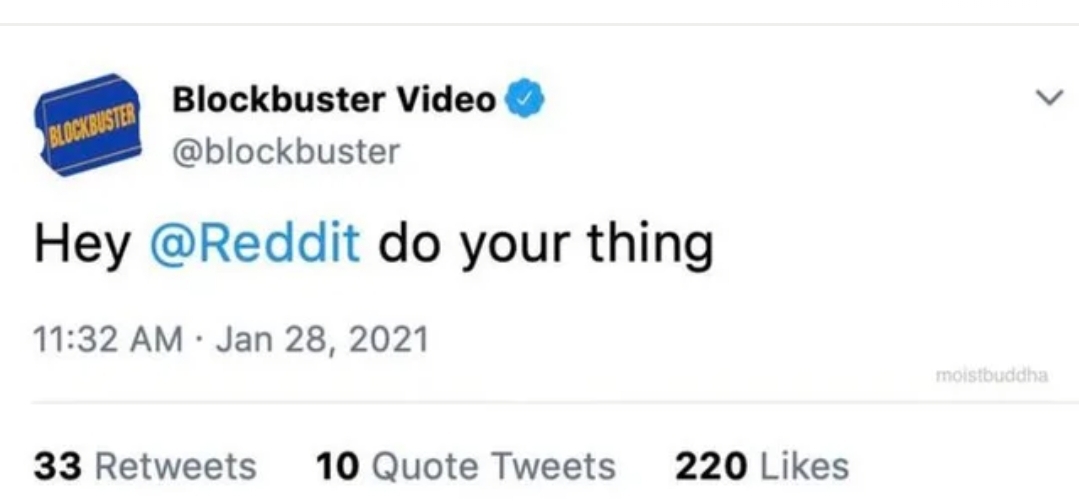 BLOCKBUSTER
Blockbuster Video
@blockbuster
Hey @Reddit do your thing
11:32 AM · Jan 28, 2021
moistbuddha
33 Retweets 10 Quote Tweets 220 Likes